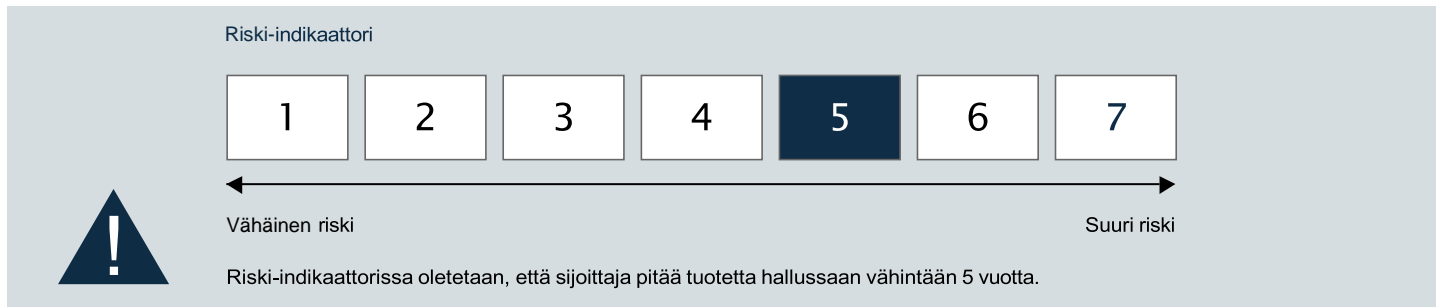 Riski-indikaattori
1 2 3 4 5 6 7
Vähäinen riski Suuri riski
!
Riski-indikaattorissa oletetaan, että sijoittaja pitää tuotetta hallussaan vähintään 5 vuotta.